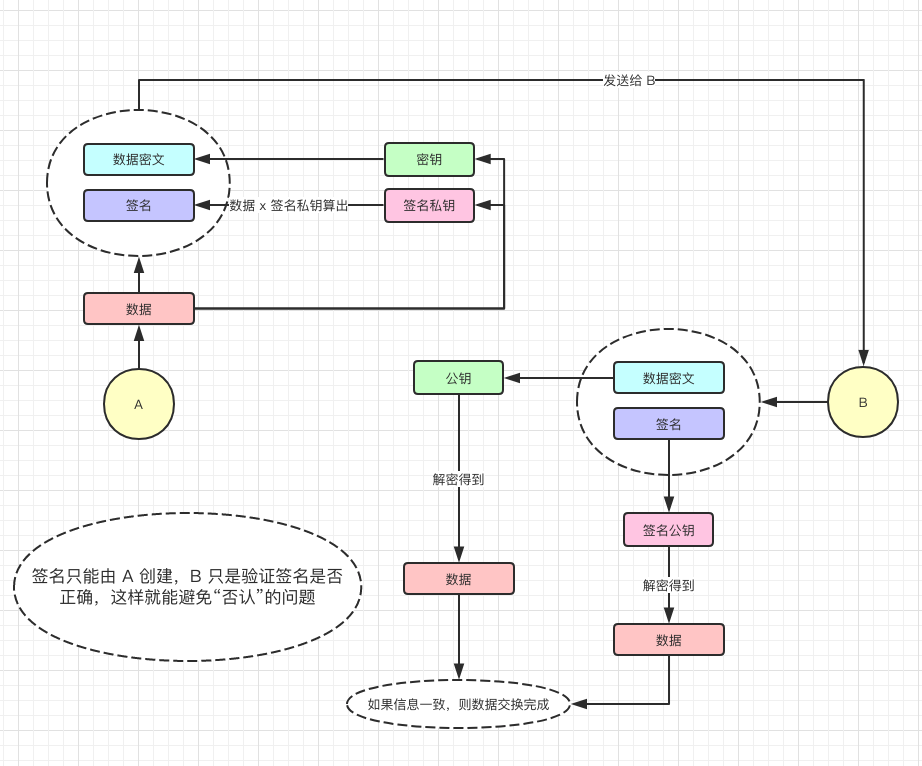 发送给 B
数据密文
密钥
签名
数据 x 签名私钥算出
签名私钥
数据
A
公钥
数据密文
B
签名
解密得到
签名公钥
签名只能由 A 创建，B 只是验证签名是否
正确，这样就能避免“否认”的问题
数据
解密得到
数据
如果信息一致，则数据交换完成